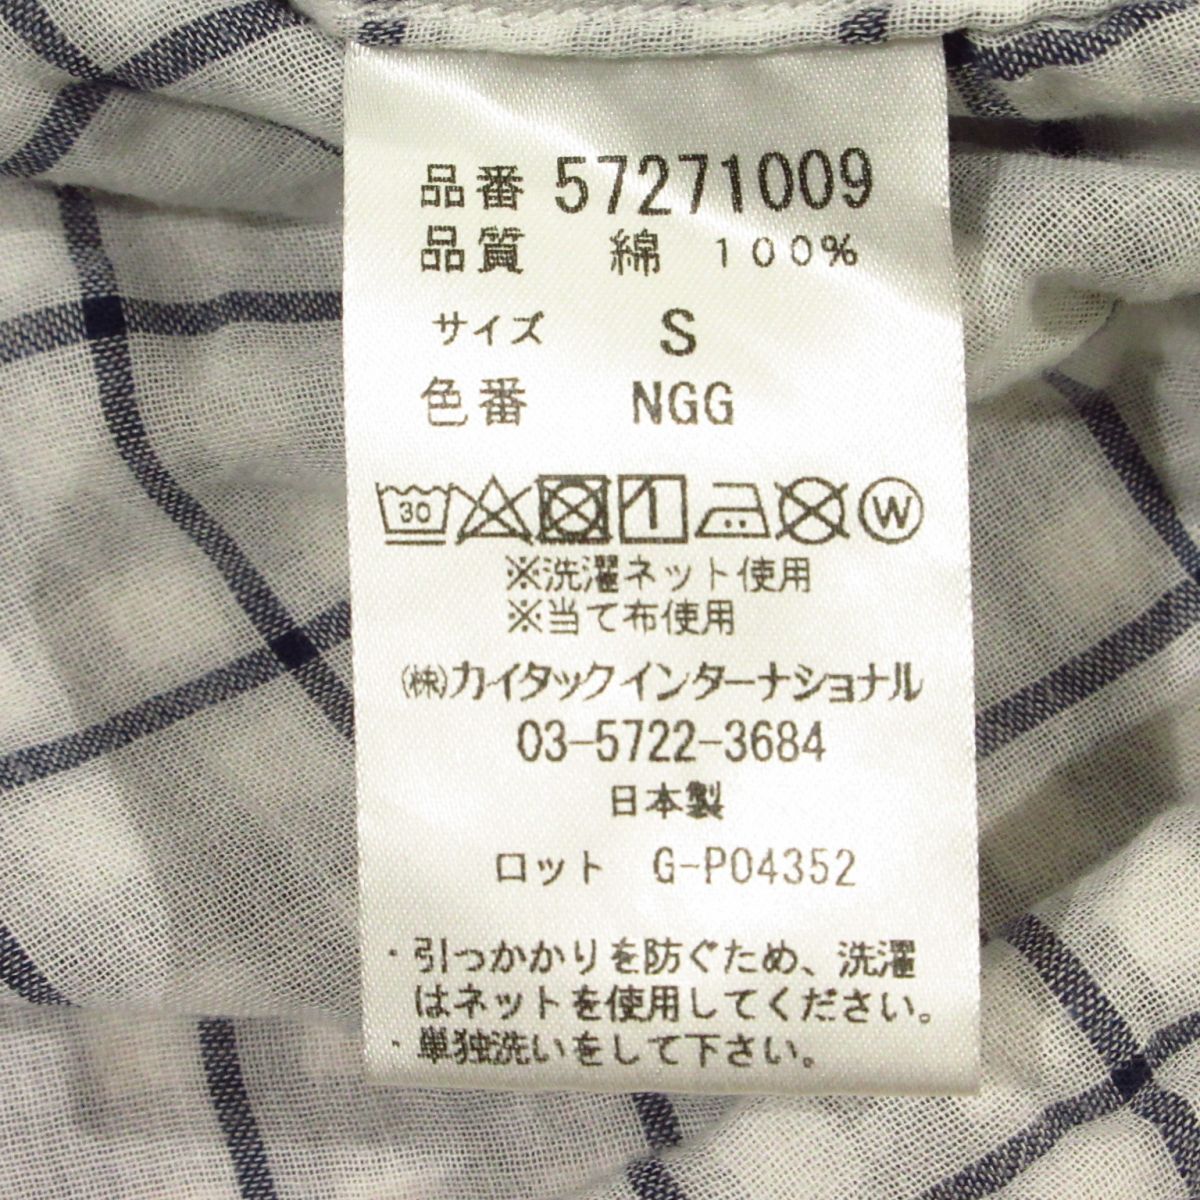 品番 57271009
品質 綿 100%
サイズ S
色番 NGG
30 1 W
※洗濯ネット使用
※当て布使用
(株)カイタックインターナショナル
03-5722-3684
日本製
ロット G-P04352
・引っかかりを防ぐため、洗濯
はネットを使用してください。
・単独洗いをして下さい。